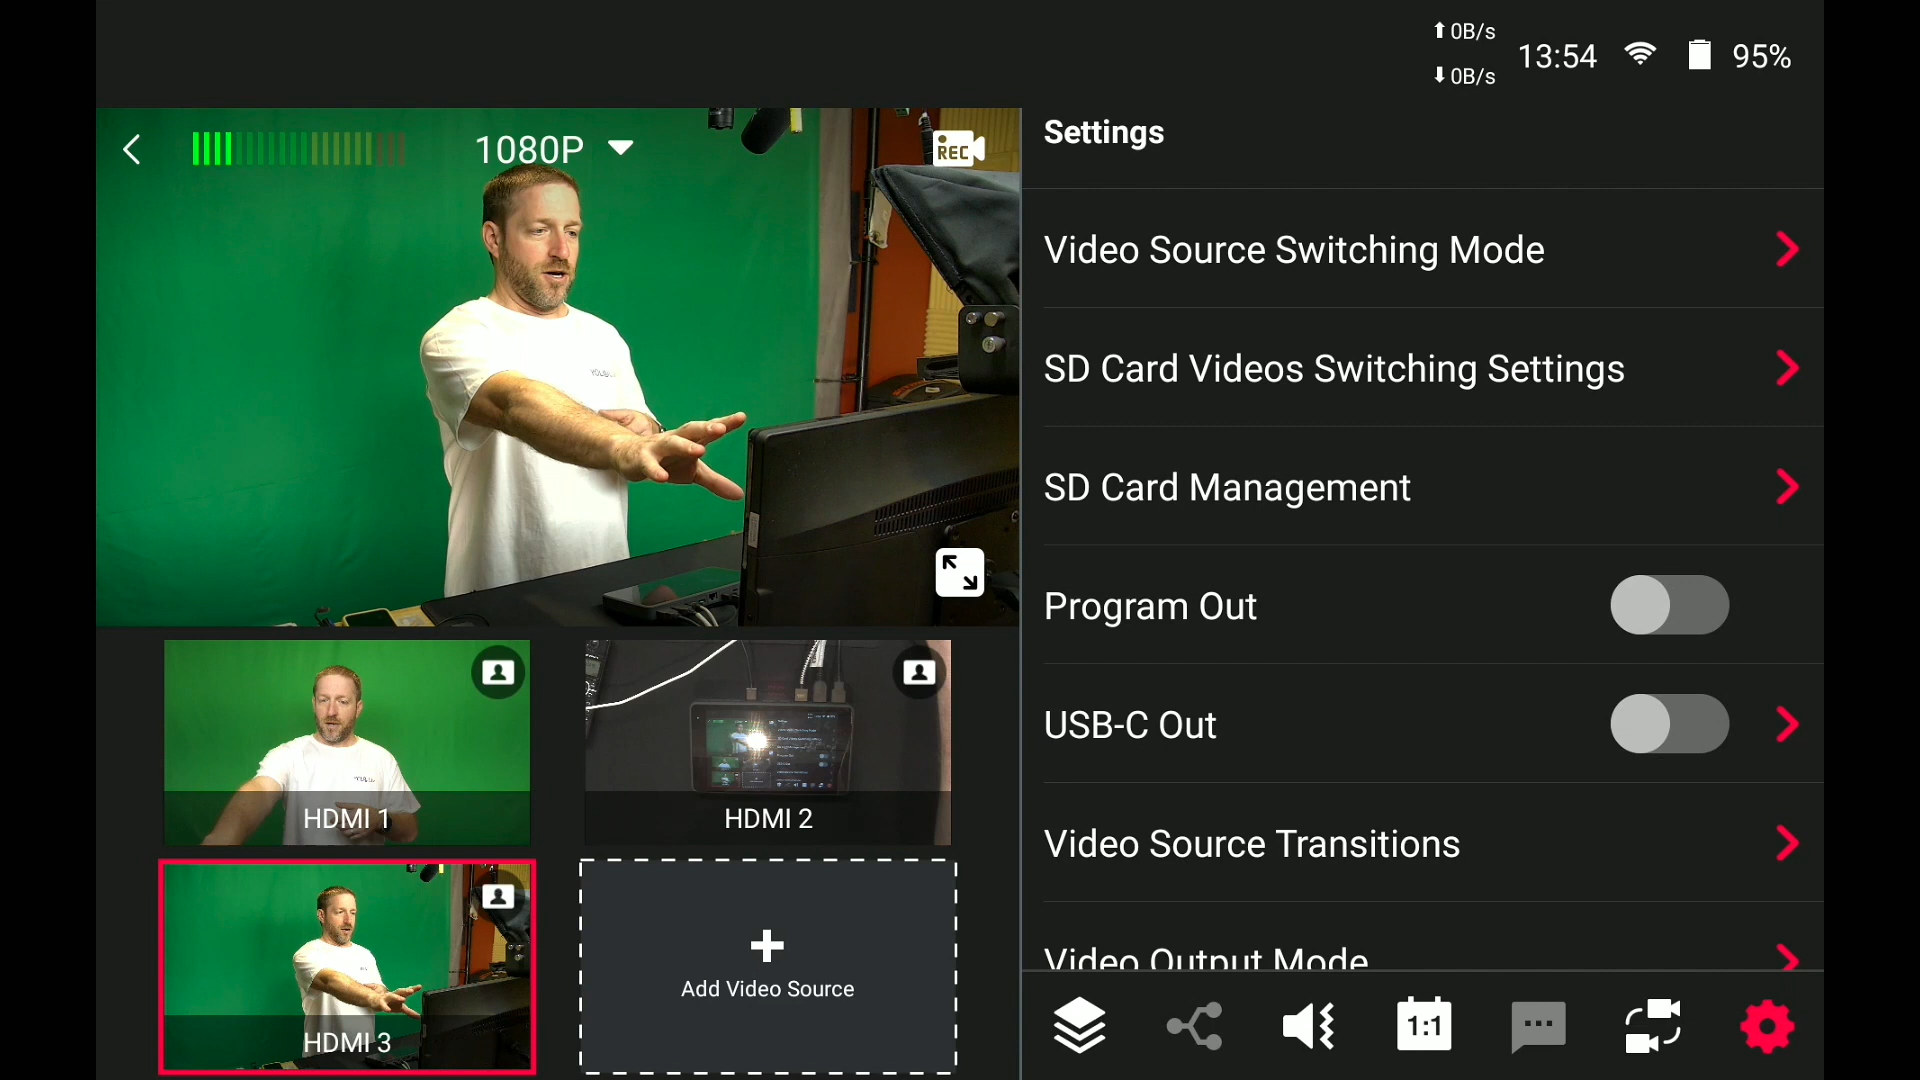 0B/s
0B/s
13:54
95%
1080P
REC
Settings
Video Source Switching Mode
SD Card Videos Switching Settings
SD Card Management
Program Out
USB-C Out
Video Source Transitions
Video Output Mode
HDMI 1
HDMI 2
HDMI 3
Add Video Source
1:1